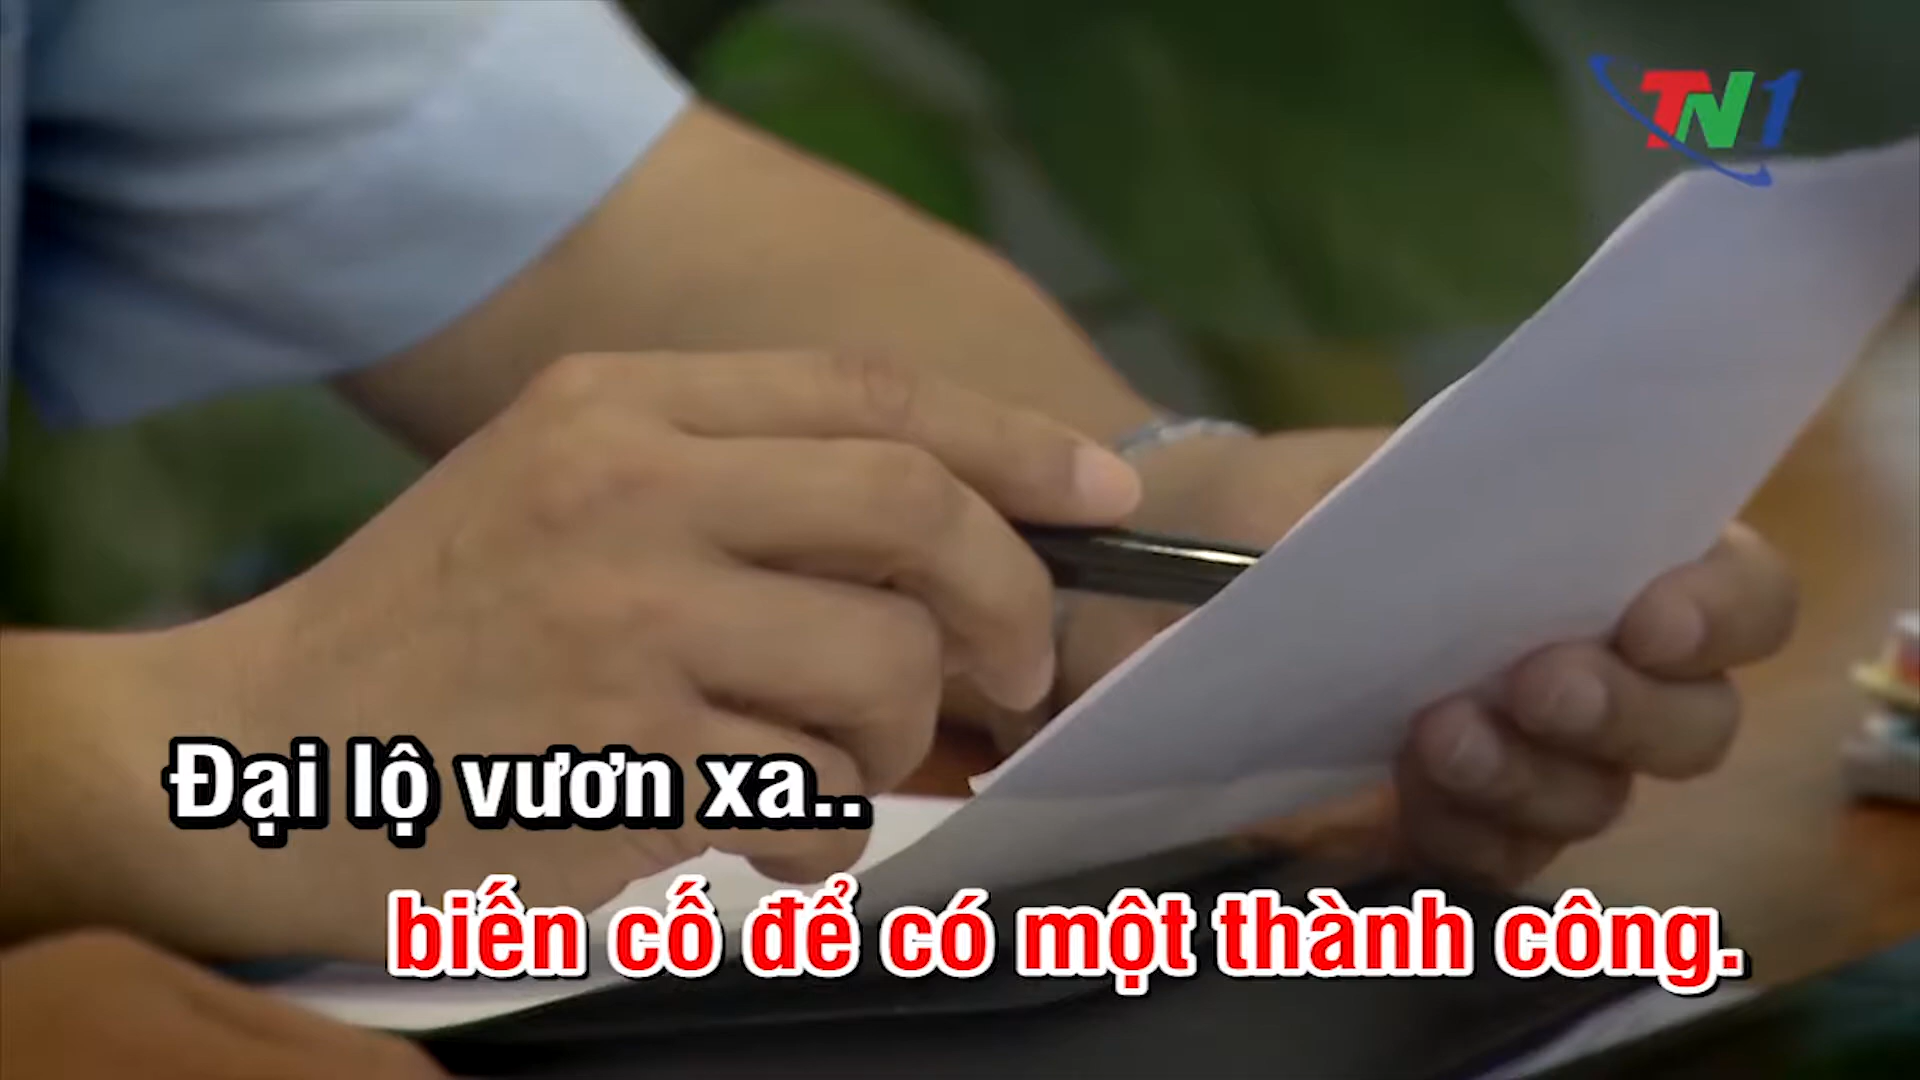 TN1
Đại lộ vươn xa..
biến cố để có một thành công.